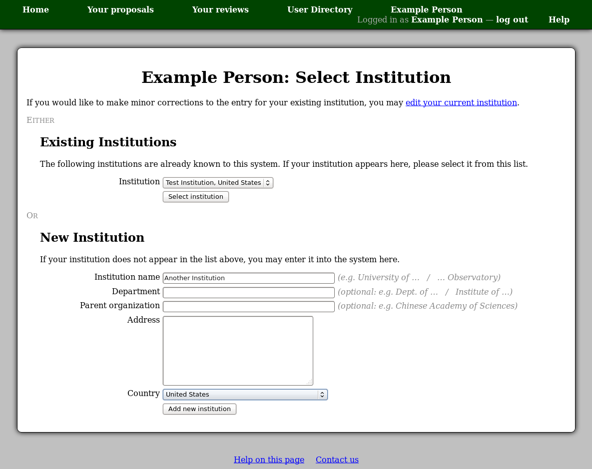 Home Your proposals Your reviews User Directory Example Person
Logged in as Example Person — log out Help
Example Person: Select Institution
If you would like to make minor corrections to the entry for your existing institution, you may edit your current institution.
EITHER
Existing Institutions
The following institutions are already known to this system. If your institution appears here, please select it from this list.
Institution Test Institution, United States
Select institution
OR
New Institution
If your institution does not appear in the list above, you may enter it into the system here.
Institution name Another Institution (e.g. University of ... / ... Observatory)
Department (optional: e.g. Dept. of ... / Institute of ...)
Parent organization (optional: e.g. Chinese Academy of Sciences)
Address
Country United States
Add new institution
Help on this page Contact us